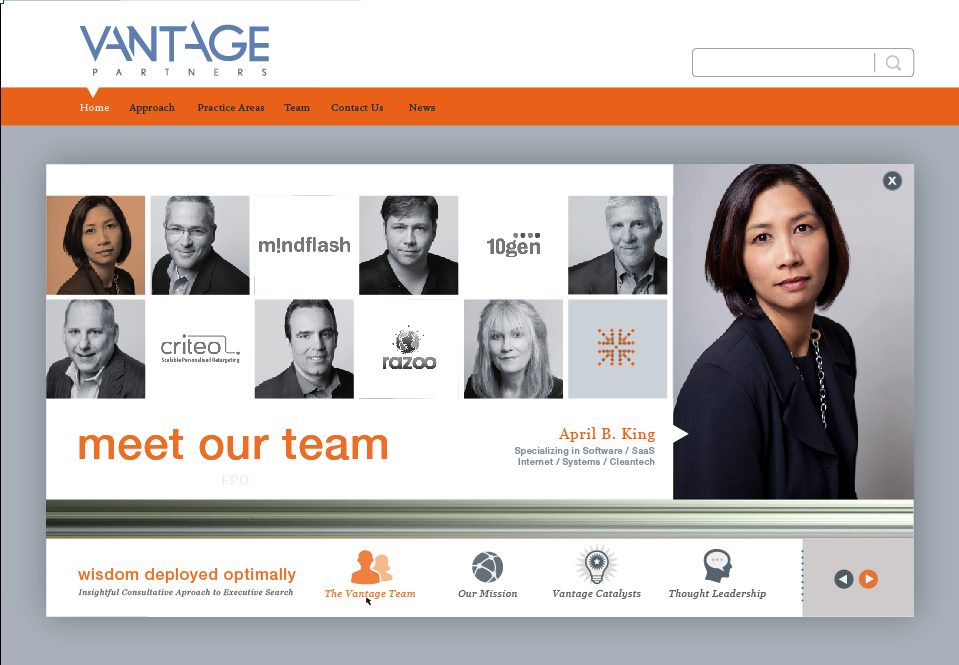 VANTAGE
PARTNERS
Home Approach Practice Areas Team Contact Us News
X
m!ndflash
10gen
criteol.
Scalable Personalised Retargeting
razoo
meet our team
April B. King
Specializing in Software / SaaS
Internet / Systems / Cleantech
FPO
wisdom deployed optimally
Insightful Consultative Aproach to Executive Search
The Vantage Team
Our Mission
Vantage Catalysts
Thought Leadership